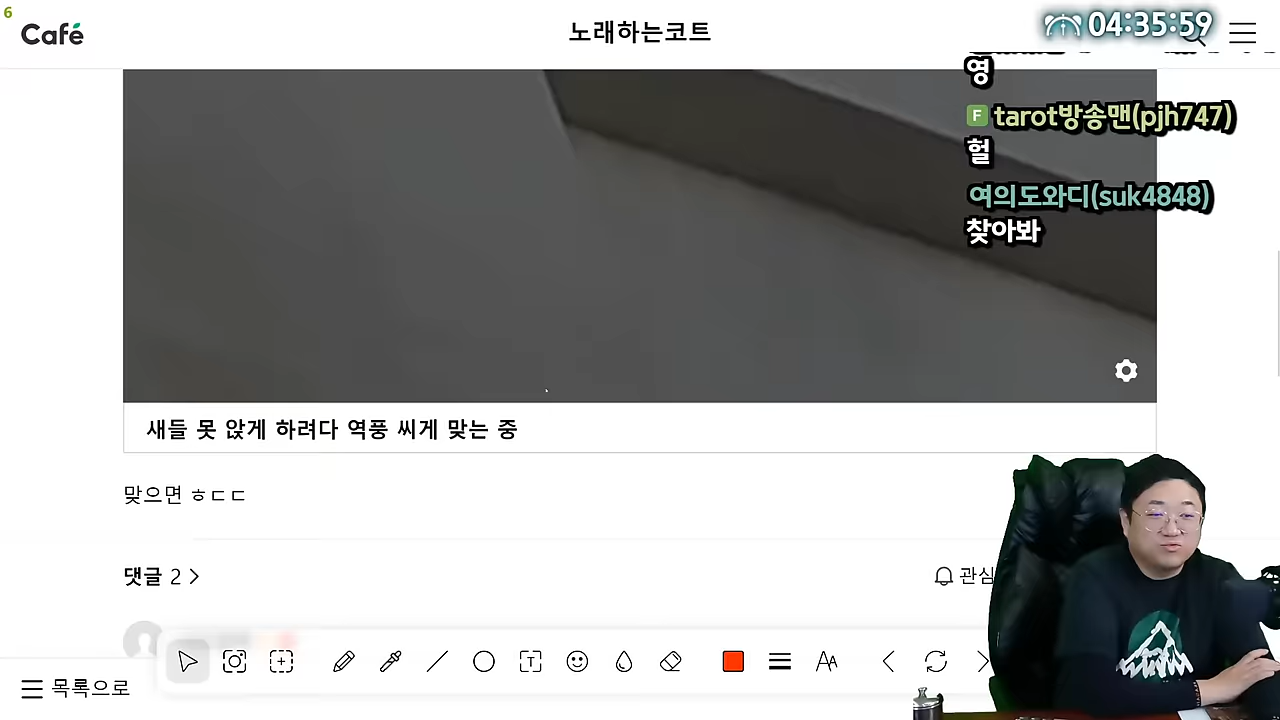 6
Café
노래하는코트
04:35:59
영
F tarot방송맨(pjh747)
헐
여의도와디(suk4848)
찾아봐
새들 못 앉게 하려다 역풍 씨게 맞는 중
맞으면 ㅎㄷㄷ
댓글 2
관심
T
AA
목록으로